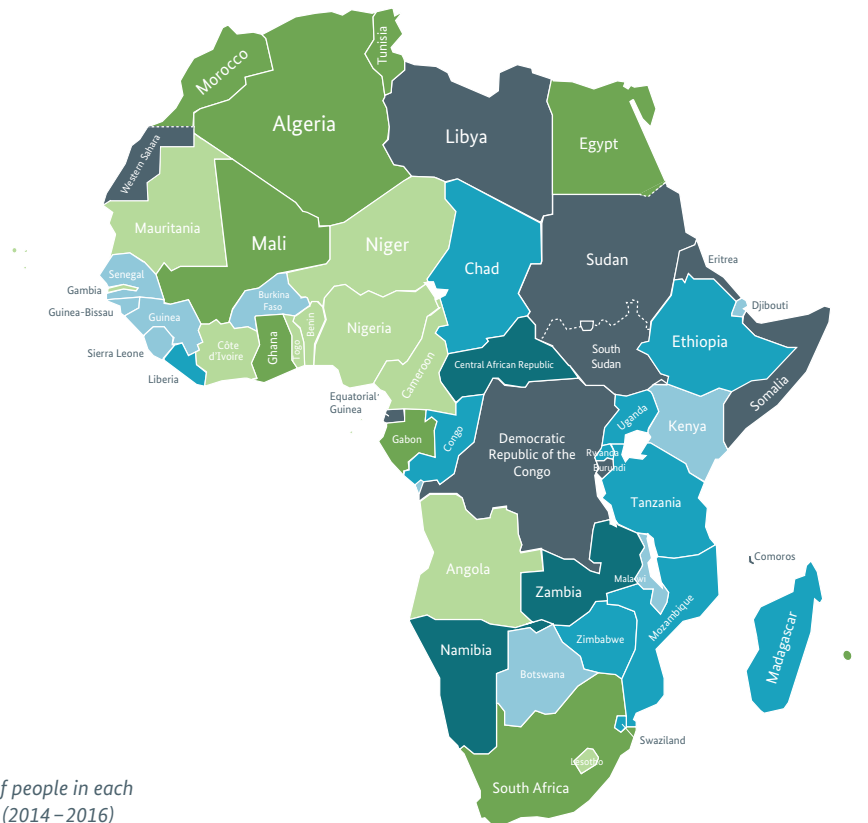 Tunisia
Morocco
Algeria
Libya
Egypt
Western Sahara
Mauritania
Mali
Niger
Chad
Sudan
Eritrea
Senegal
Gambia
Guinea-Bissau
Guinea
Burkina
Faso
Djibouti
Sierra Leone
Liberia
Côte
d'Ivoire
Ghana
Togo
Benin
Nigeria
Cameroon
Central African Republic
South
Sudan
Ethiopia
Somalia
Equatorial
Guinea
Gabon
Congo
Democratic
Republic of the
Congo
Uganda
Kenya
Rwanda
Burundi
Tanzania
Comoros
Angola
Zambia
Malawi
Mozambique
Madagascar
Namibia
Zimbabwe
Botswana
Swaziland
Lesotho
South Africa
f people in each
(2014–2016)